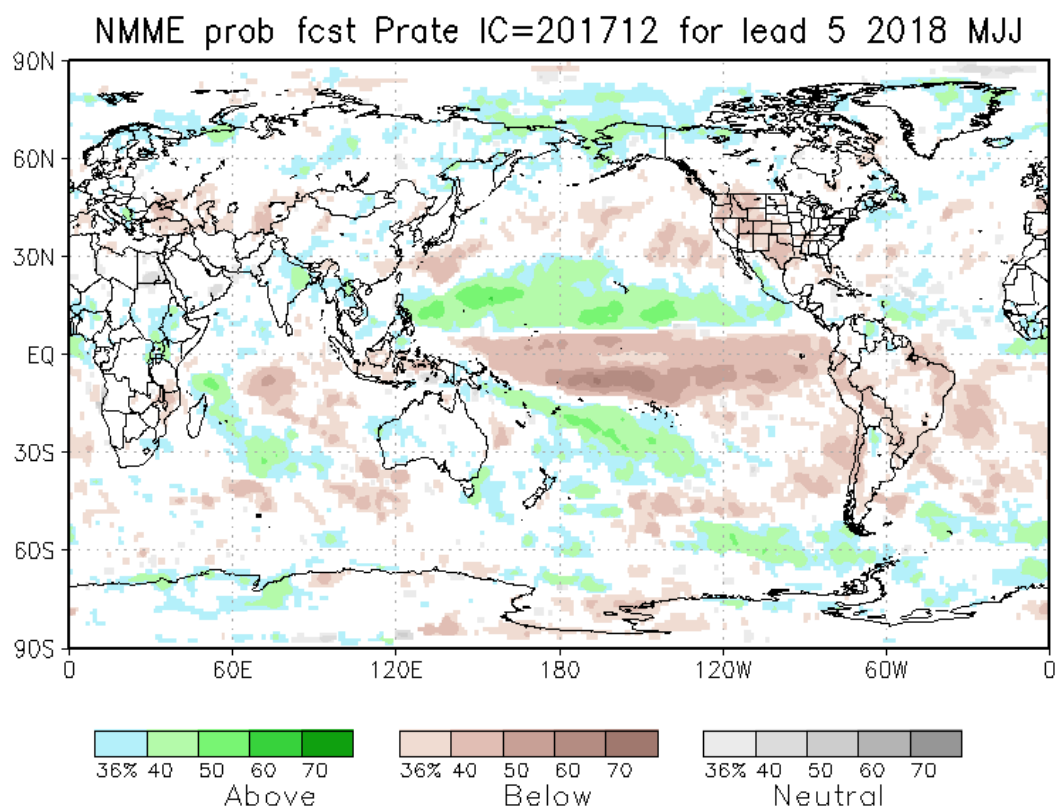 NMME prob fcst Prate IC=201712 for lead 5 2018 MJJ
90N
60N
30N
EQ
30S
60S
90S
0 60E 120E 180 120W 60W 0
36% 40 50 60 70 36% 40 50 60 70 36% 40 50 60 70
Above Below Neutral